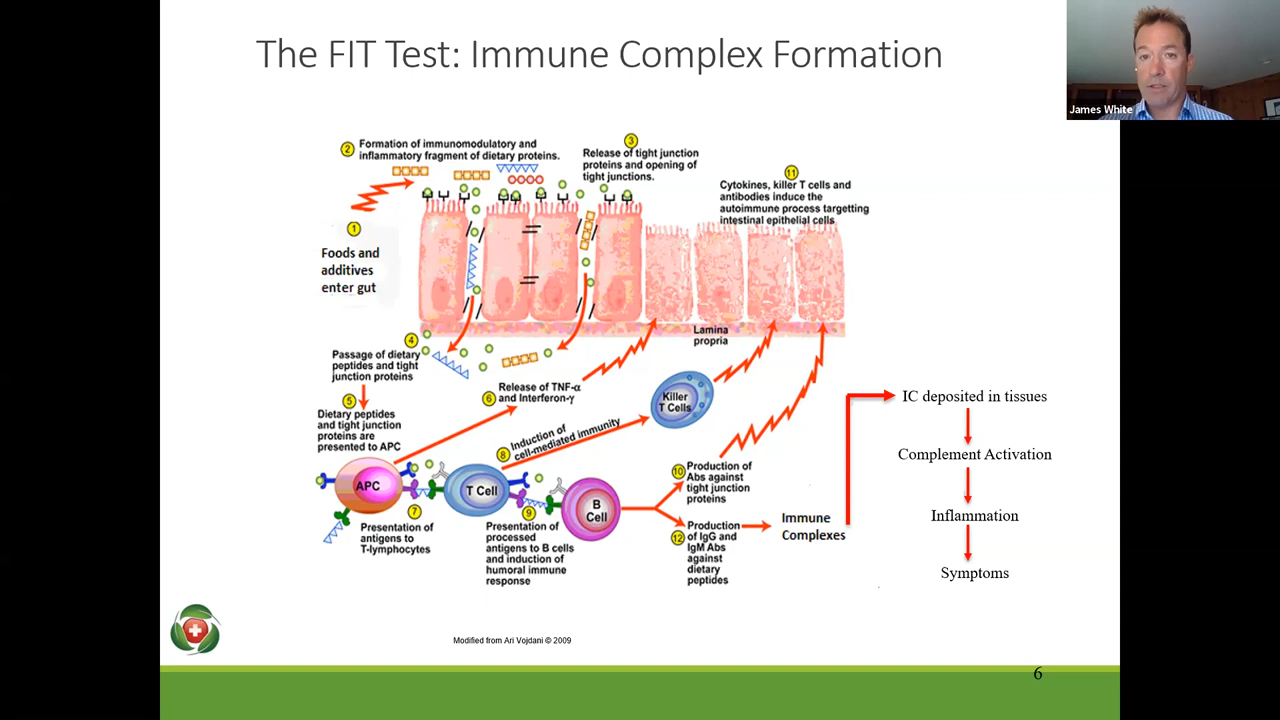 The FIT Test: Immune Complex Formation
James White
2
Formation of immunomodulatory and
inflammatory fragment of dietary proteins.
3
Release of tight junction
proteins and opening of
tight junctions.
11
Cytokines, killer T cells and
antibodies induce the
autoimmune process targetting
intestinal epithelial cells
1
Foods and
additives
enter gut
Lamina
propria
4
Passage of dietary
peptides and tight
junction proteins
5
Dietary peptides
and tight junction
proteins are
presented to APC
6
Release of TNF-α
and Interferon-γ
8
Induction of
cell-mediated immunity
Killer
T Cells
APC
T Cell
B
Cell
7
Presentation of
antigens to
T-lymphocytes
9
Presentation of
processed
antigens to B cells
and induction of
humoral immune
response
10
Production of
Abs against
tight junction
proteins
12
Production
of IgG and
IgM Abs
against
dietary
peptides
Immune
Complexes
IC deposited in tissues
Complement Activation
Inflammation
Symptoms
Modified from Ari Vojdani © 2009
6